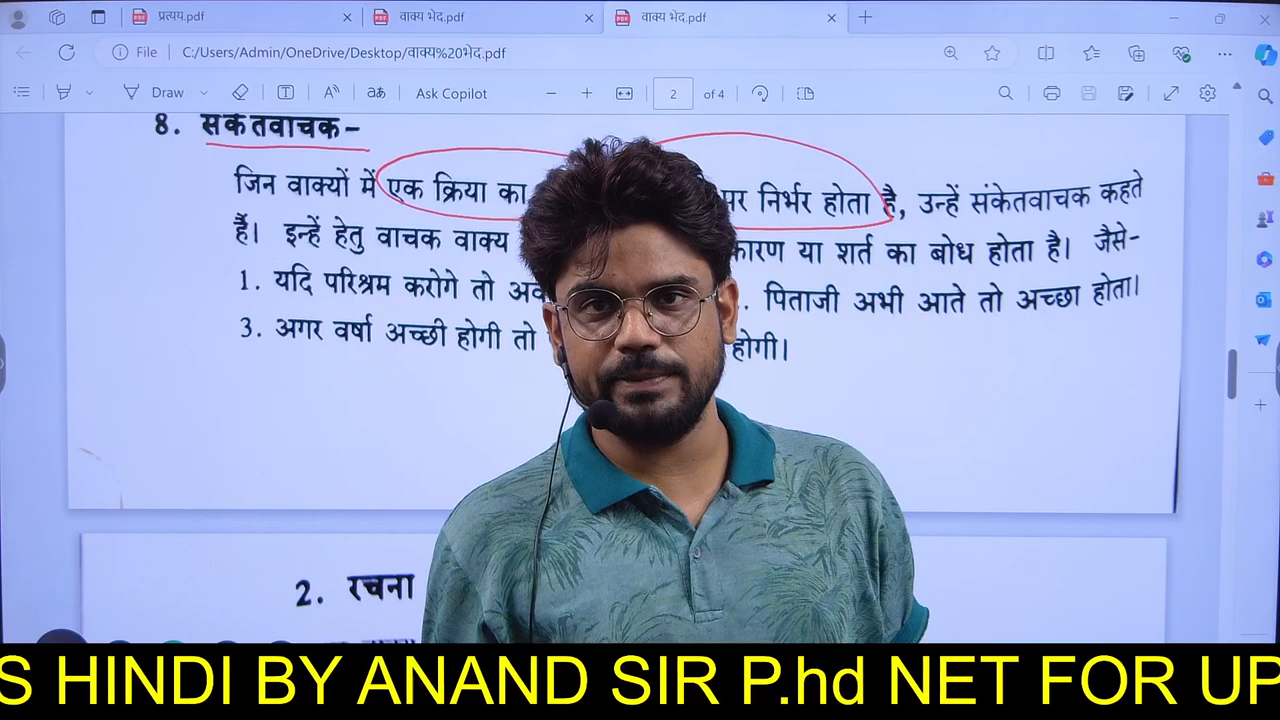 प्रत्यय.pdf
वाक्य भेद.pdf
वाक्य भेद.pdf
File C:/Users/Admin/OneDrive/Desktop/वाक्य%20भेद.pdf
Draw
Ask Copilot
2 of 4
8. संकेतवाचक-
जिन वाक्यों में एक क्रिया का पर निर्भर होता है, उन्हें संकेतवाचक कहते
हैं। इन्हें हेतु वाचक वाक्य कारण या शर्त का बोध होता है। जैसे-
1. यदि परिश्रम करोगे तो . पिताजी अभी आते तो अच्छा होता।
3. अगर वर्षा अच्छी होगी तो होगी।
2. रचना
S HINDI BY ANAND SIR P.hd NET FOR UP